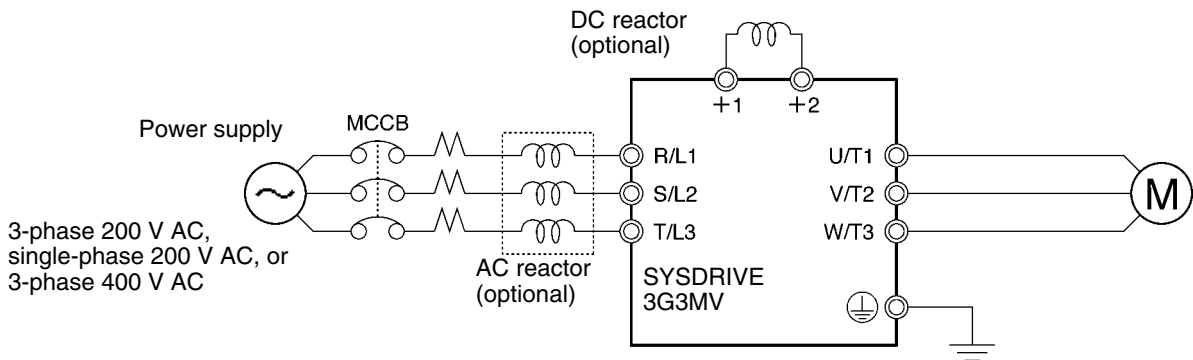 DC reactor
(optional)
+1
+2
Power supply
MCCB
R/L1
U/T1
S/L2
V/T2
M
T/L3
W/T3
3-phase 200 V AC,
single-phase 200 V AC, or
3-phase 400 V AC
AC reactor
(optional)
SYSDRIVE
3G3MV